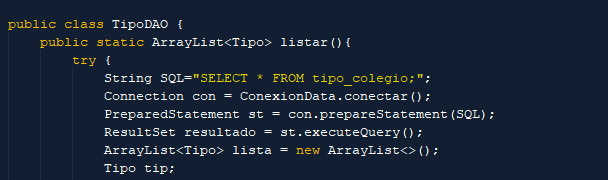 public class TipoDAO {
public static ArrayList<Tipo> listar(){
try {
String SQL="SELECT * FROM tipo_colegio;";
Connection con = ConexionData.conectar();
PreparedStatement st = con.prepareStatement(SQL);
ResultSet resultado = st.executeQuery();
ArrayList<Tipo> lista = new ArrayList<>();
Tipo tip;